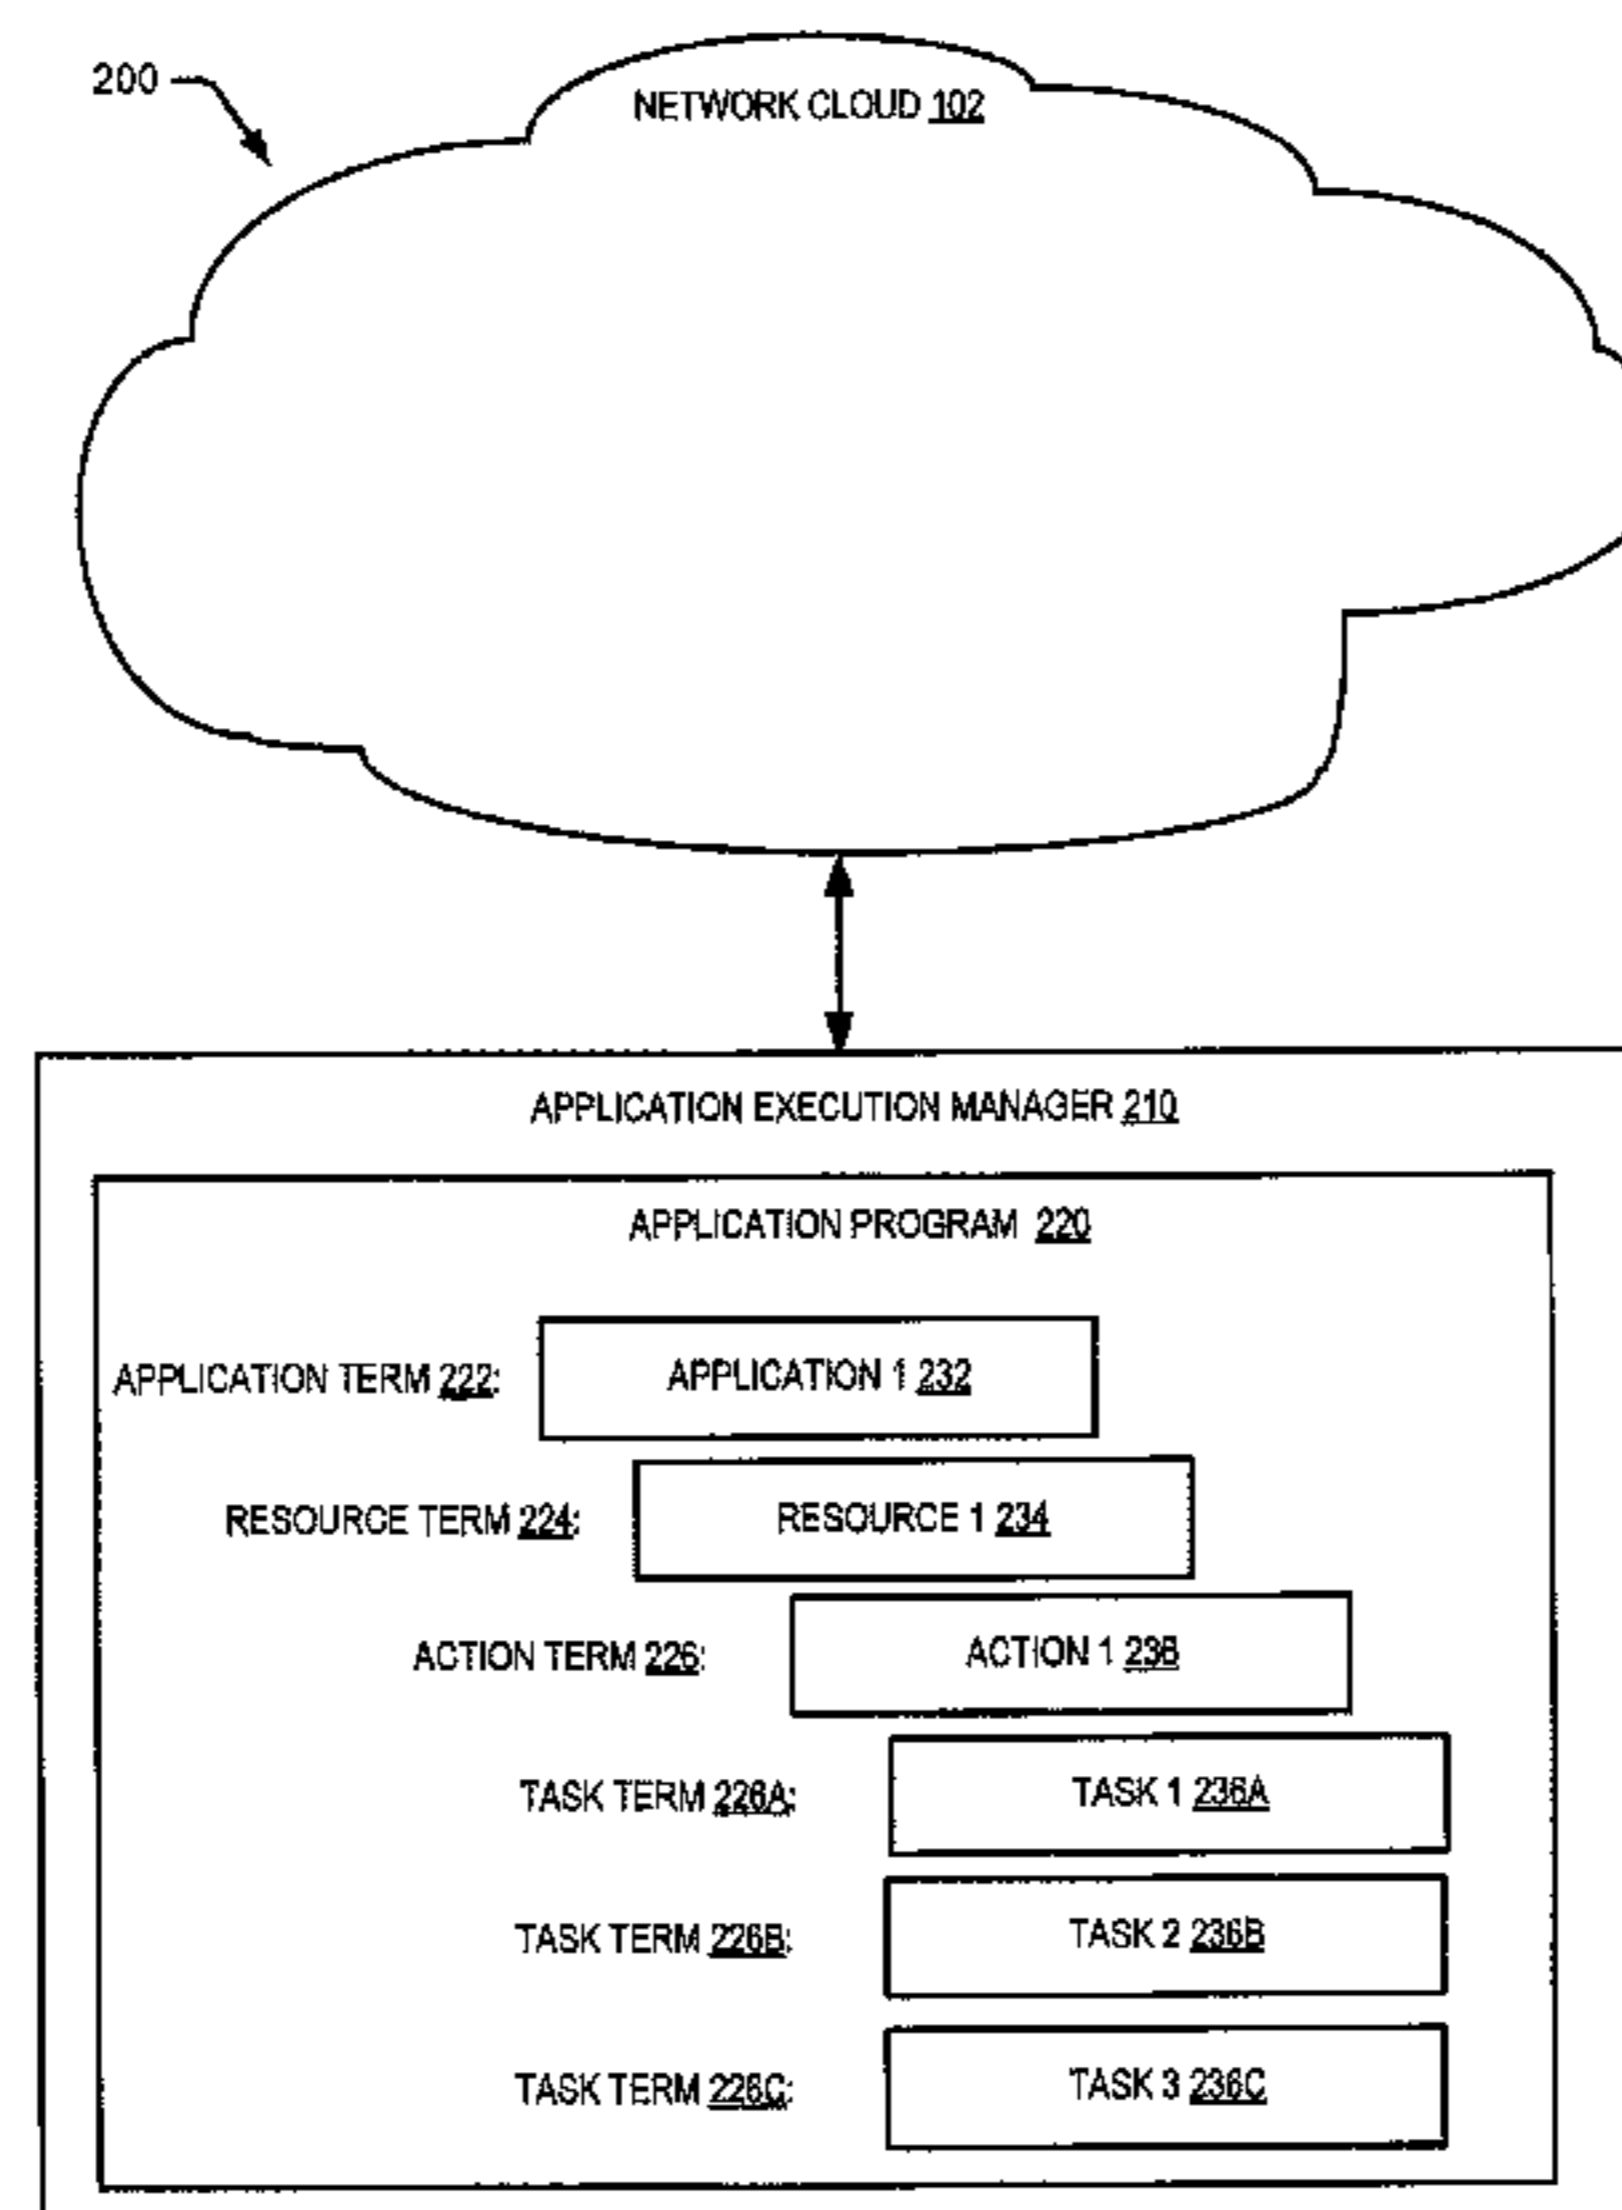 200
NETWORK CLOUD 102
APPLICATION EXECUTION MANAGER 210
APPLICATION PROGRAM 220
APPLICATION TERM 222: APPLICATION 1 232
RESOURCE TERM 224: RESOURCE 1 234
ACTION TERM 226: ACTION 1 236
TASK TERM 226A: TASK 1 236A
TASK TERM 226B: TASK 2 236B
TASK TERM 226C: TASK 3 236C